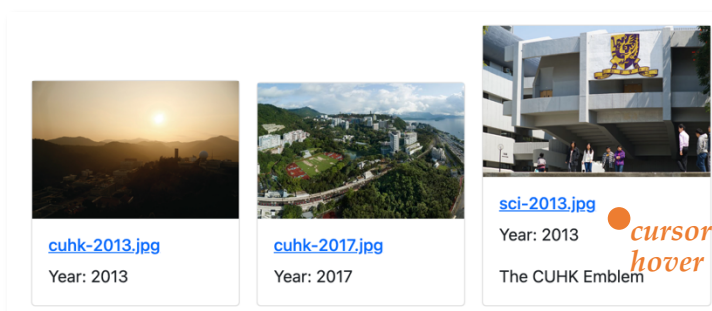 cuhk-2013.jpg
Year: 2013
cuhk-2017.jpg
Year: 2017
sci-2013.jpg
Year: 2013
The CUHK Emblem
cursor
hover